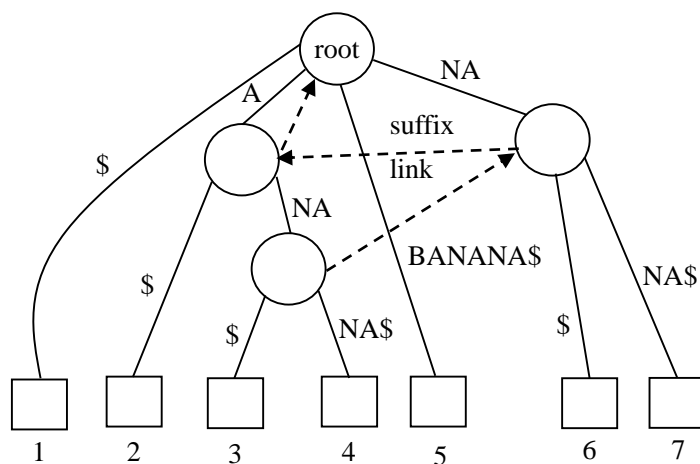 root
A
NA
$
suffix
link
NA
BANANA$
$
NA$
$
NA$
$
1 2 3 4 5 6 7